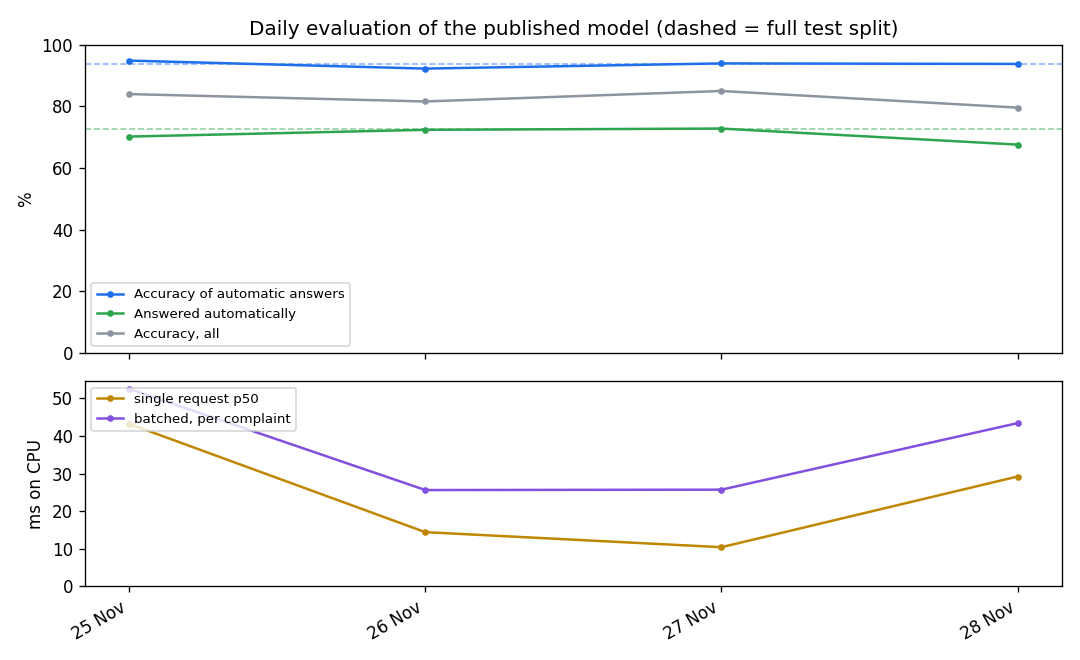 Daily evaluation of the published model (dashed = full test split)
100
80
60
40
20
0
%
Accuracy of automatic answers
Answered automatically
Accuracy, all
50
40
30
20
10
0
ms on CPU
single request p50
batched, per complaint
25 Nov
26 Nov
27 Nov
28 Nov